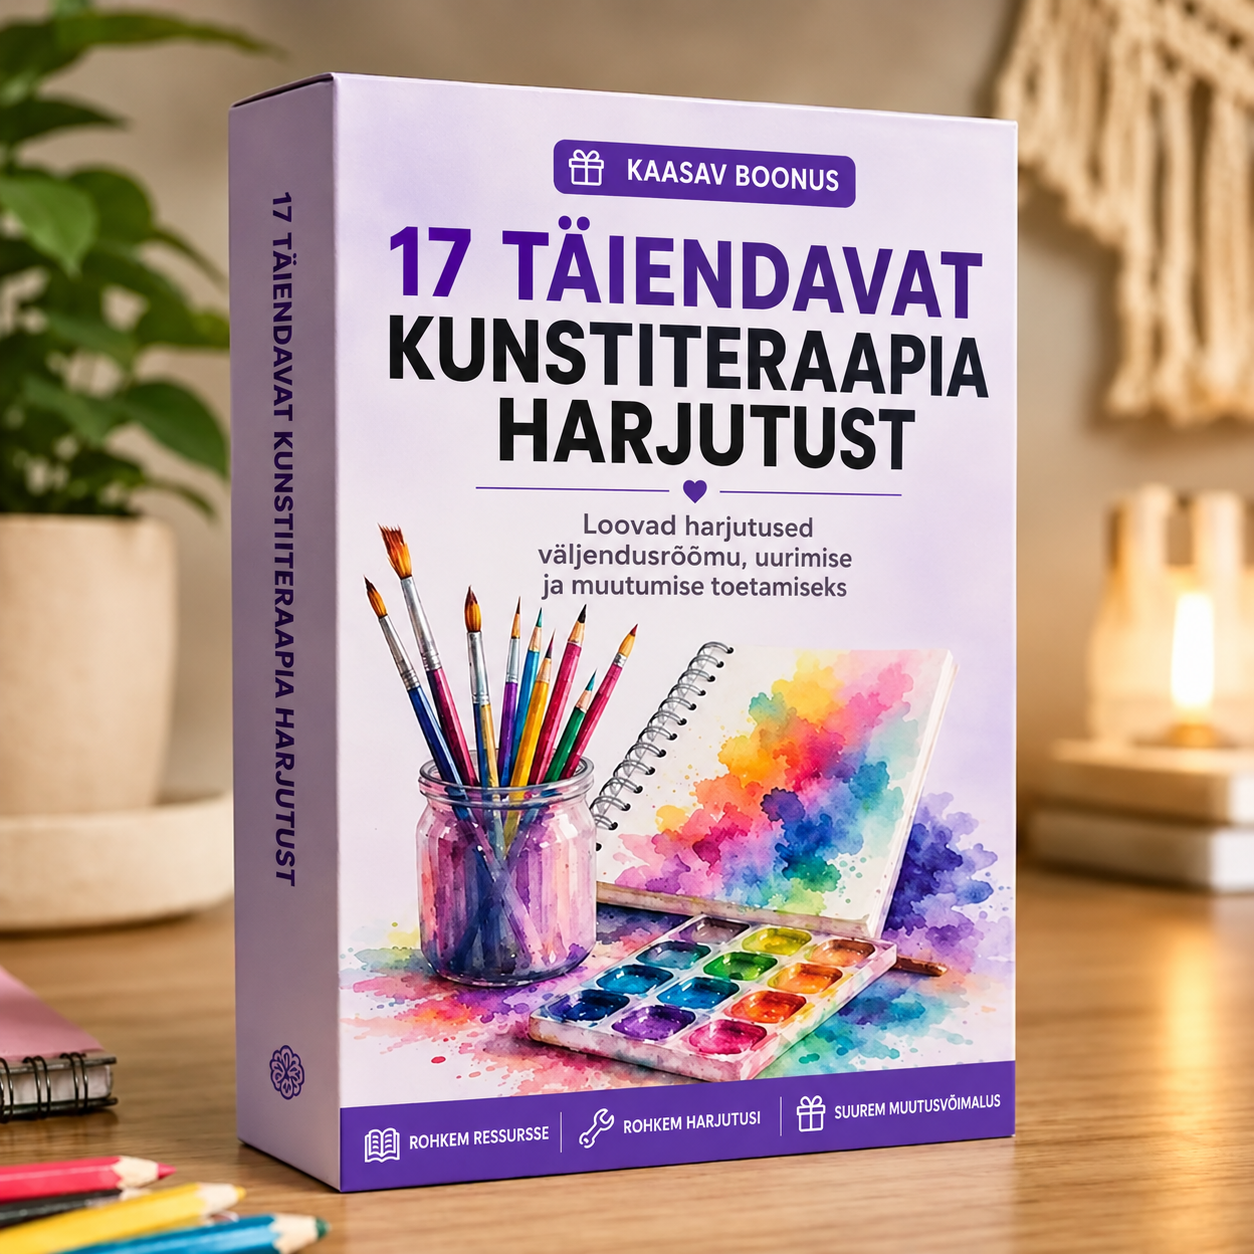 KAASAV BOONUS
17 TÄIENDAVAT
KUNSTITERAAPIA
HARJUTUST
Loovad harjutused
väljendusrõõmu, uurimise
ja muutumise toetamiseks
ROHKEM RESSURSSE
ROHKEM HARJUTUSI
SUUREM MUUTUSVÕIMALUS
17 TÄIENDAVAT KUNSTIITERAAPIA HARJUTUST